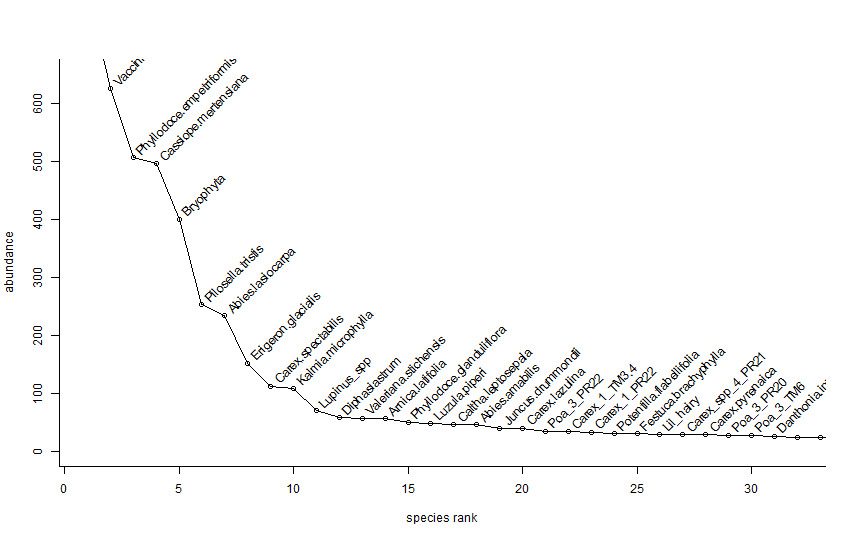 600
500
400
300
200
100
0
abundance
0 5 10 15 20 25 30
species rank
Vaccini
Phyllodoce.empetriformis
Cassiope.mertensiana
Bryophyta
Pilosella.tristis
Abies.lasiocarpa
Erigeron.glacialis
Carex.spectabilis
Kalmia.microphylla
Lupinus_spp
Diphasiastrum
Valeriana.sitchensis
Arnica.latifolia
Phyllodoce.glanduliflora
Luzula.piperi
Caltha.leptosepala
Abies.amabilis
Juncus.drummondii
Carex.lazulina
Poa_3_PR22
Carex_1_TM3.4
Carex_1_PR22
Potentilla.flabellifolia
Festuca.brachyphylla
Lil_hairy
Carex_spp_4_PR21
Carex.pyrenaica
Poa_3_PR20
Poa_3_TM6
Danthonia.in